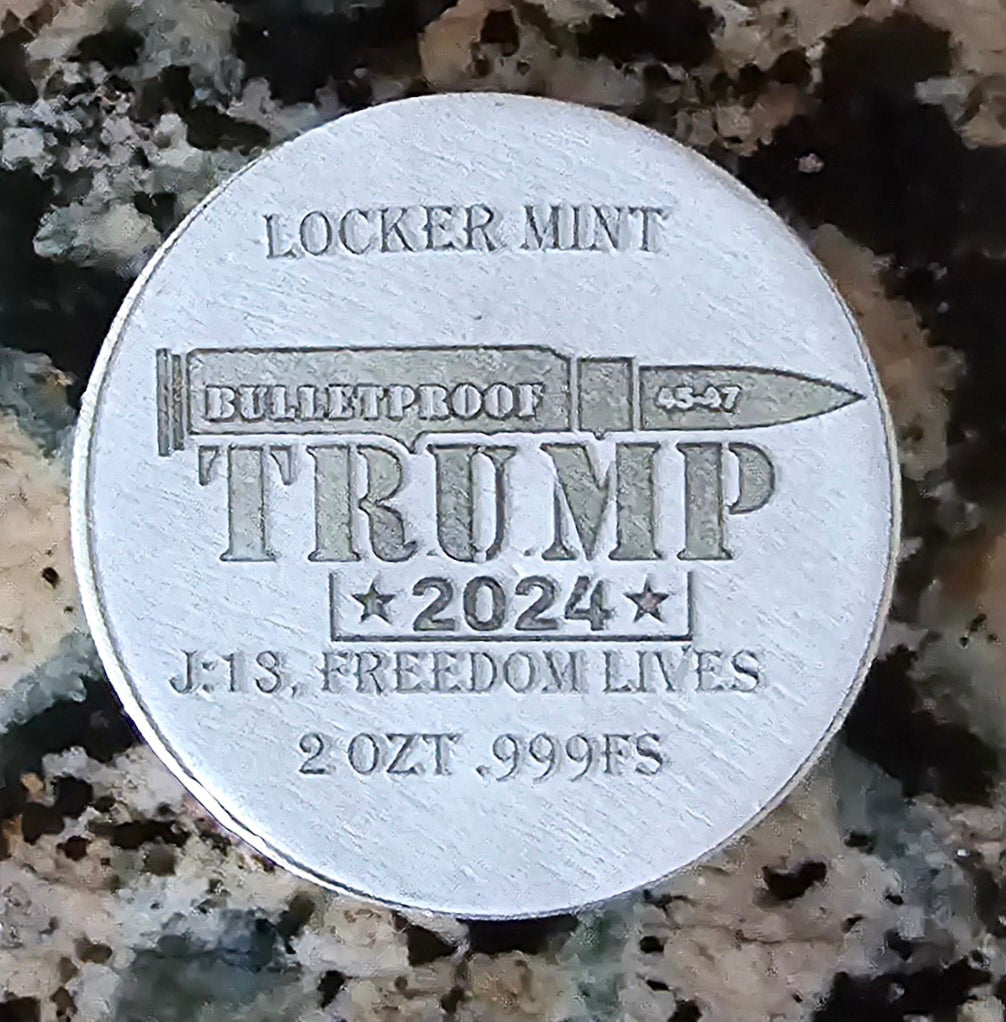 LOCKER MINT
BULLETPROOF 45-47
TRUMP
★2024★
J:13, FREEDOM LIVES
2 OZT .999FS